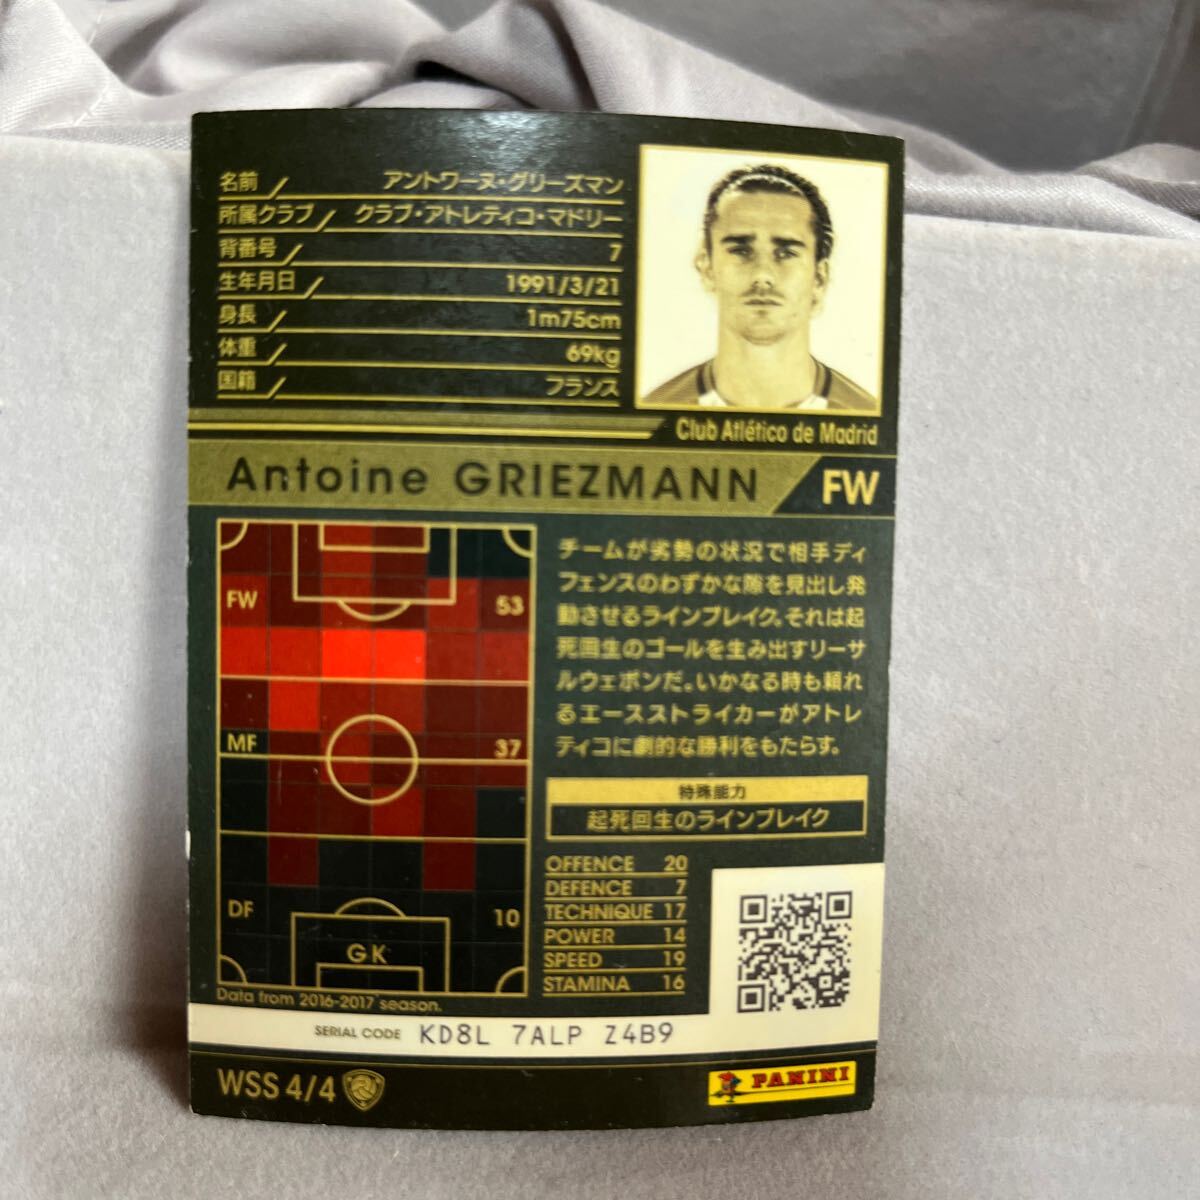 名前 アントワーヌ・グリーズマン
所属クラブ クラブ・アトレティコ・マドリー
背番号 7
生年月日 1991/3/21
身長 1m75cm
体重 69kg
国籍 フランス
Club Atlético de Madrid
Antoine GRIEZMANN FW
FW 53
MF 37
DF 10
GK
Data from 2016-2017 season.
チームが劣勢の状況で相手ディ
フェンスのわずかな隙を見出し発
動させるラインブレイク。それは起
死回生のゴールを生み出すリーサ
ルウェポンだ。いかなる時も頼れ
るエースストライカーがアトレ
ティコに劇的な勝利をもたらす。
特殊能力
起死回生のラインブレイク
OFFENCE 20
DEFENCE 7
TECHNIQUE 17
POWER 14
SPEED 19
STAMINA 16
SERIAL CODE KD8L 7ALP Z4B9
WSS 4/4
PANINI